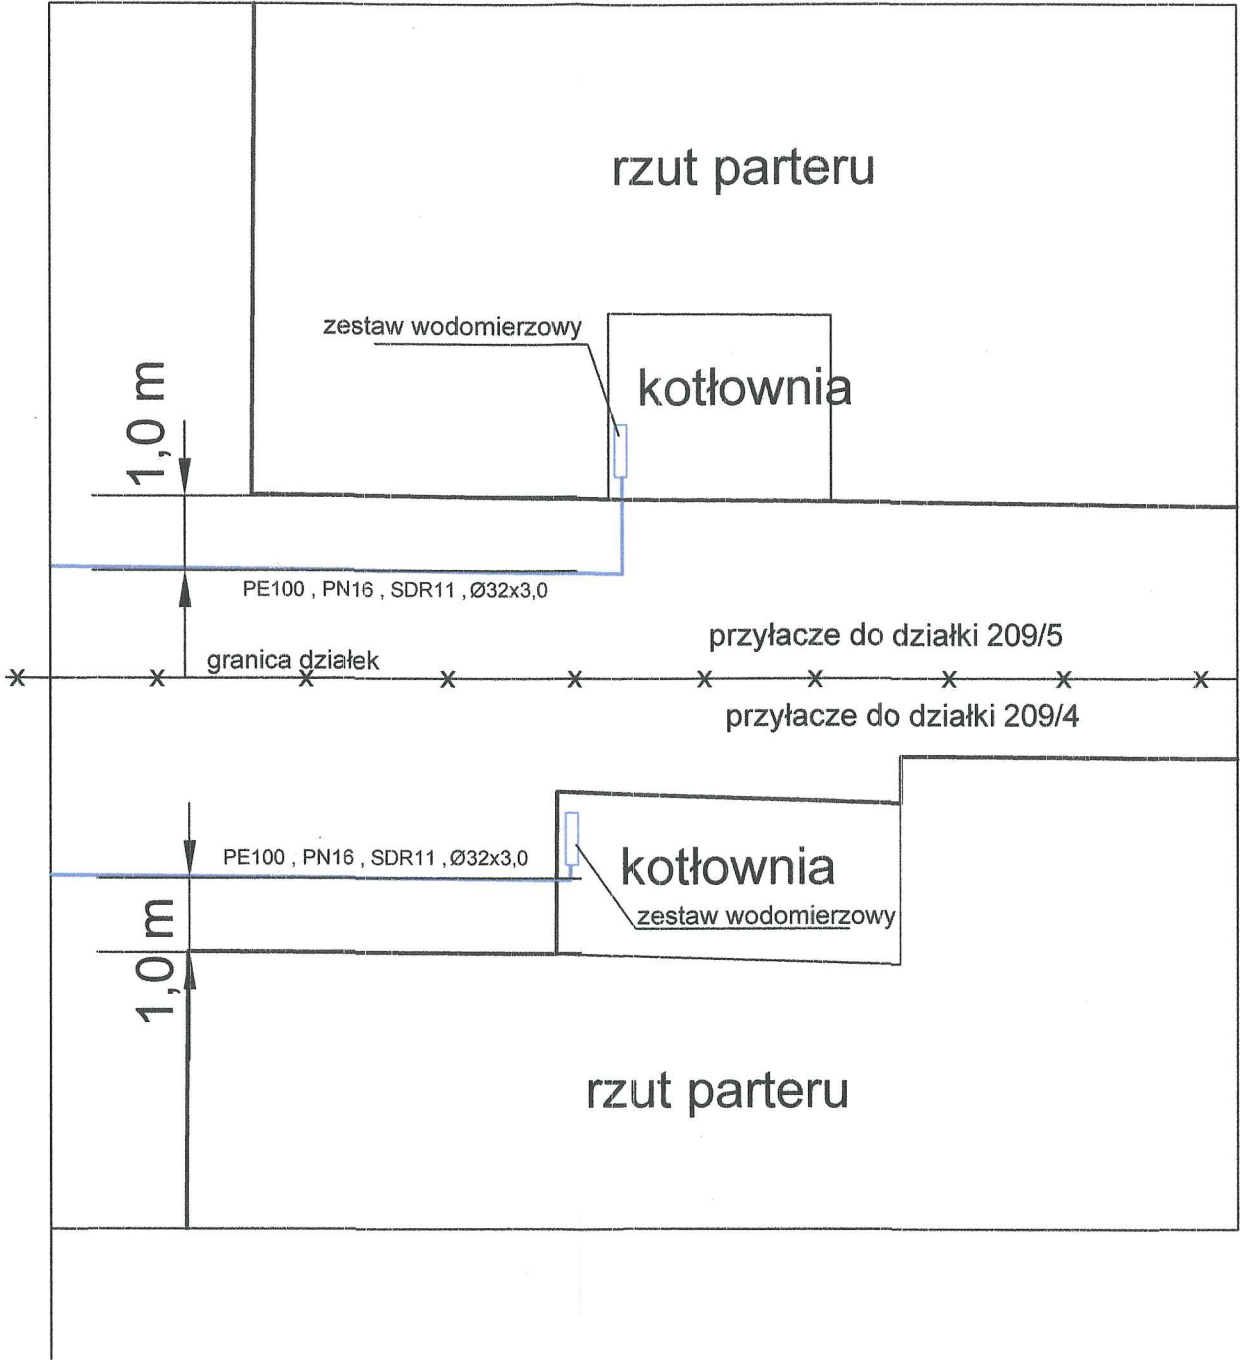 rzut parteru
zestaw wodomierzowy
kotłownia
1,0 m
PE100 , PN16 , SDR11 , Ø32x3,0
przyłacze do działki 209/5
granica działek
przyłacze do działki 209/4
PE100 , PN16 , SDR11 , Ø32x3,0
kotłownia
zestaw wodomierzowy
1,0 m
rzut parteru